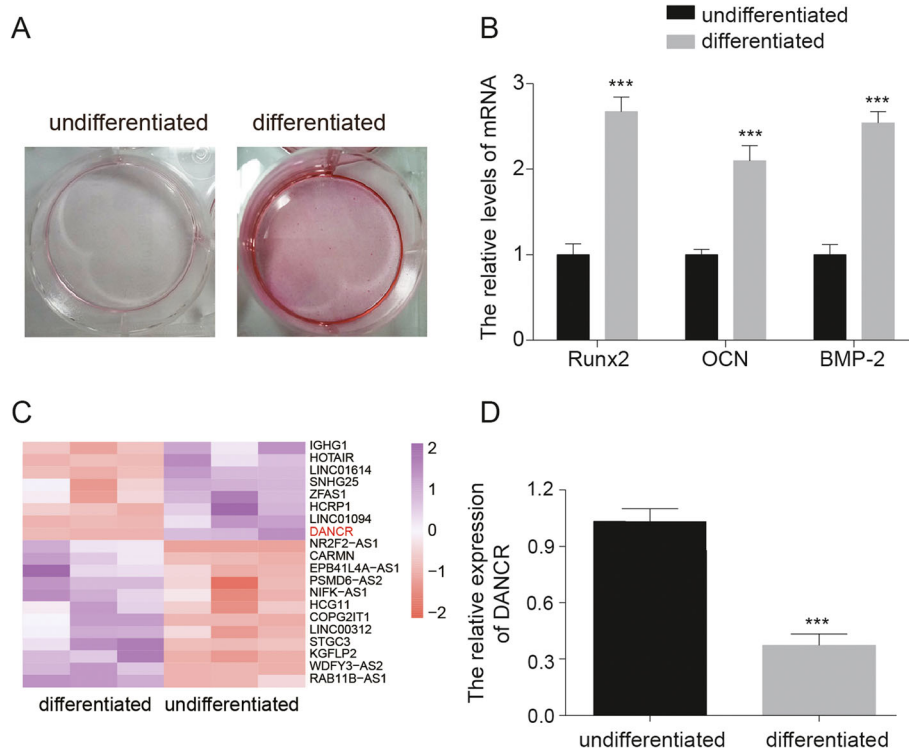 A
undifferentiated differentiated
B
undifferentiated
differentiated
The relative levels of mRNA
3
2
1
0
*** *** ***
Runx2 OCN BMP-2
C
IGHG1
HOTAIR
LINC01614
SNHG25
ZFAS1
HCRP1
LINC01094
DANCR
NR2F2-AS1
CARMN
EPB41L4A-AS1
PSMD6-AS2
NIFK-AS1
HCG11
COPG2IT1
LINC00312
STGC3
KGFLP2
WDFY3-AS2
RAB11B-AS1
2
1
0
-1
-2
differentiated undifferentiated
D
The relative expression
of DANCR
1.2
0.9
0.6
0.3
0.0
***
undifferentiated differentiated